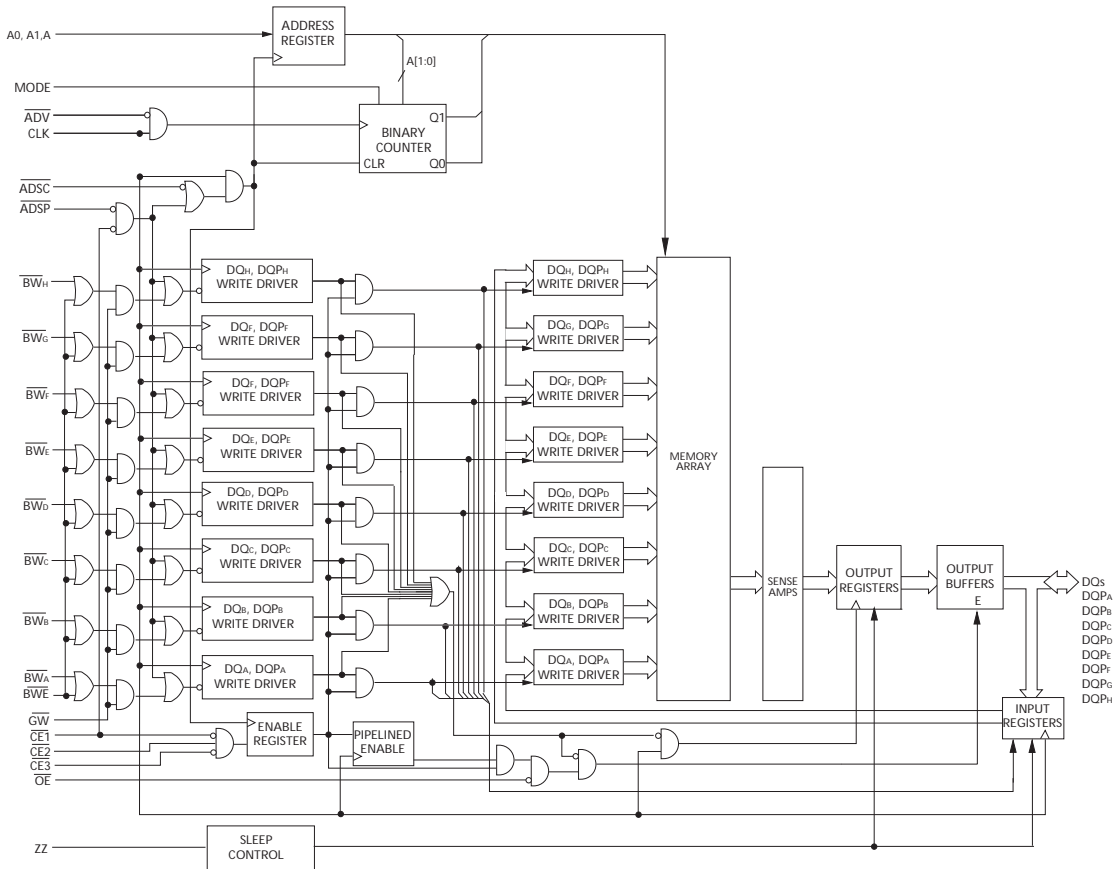 A0, A1,A
ADDRESS
REGISTER
A[1:0]
MODE
ADV
CLK
Q1
BINARY
COUNTER
CLR
Q0
ADSC
ADSP
BWH
DQH, DQPH
WRITE DRIVER
DQH, DQPH
WRITE DRIVER
BWG
DQF, DQPF
WRITE DRIVER
DQG, DQPG
WRITE DRIVER
BWF
DQF, DQPF
WRITE DRIVER
DQF, DQPF
WRITE DRIVER
BWE
DQE, DQPE
WRITE DRIVER
DQE, DQPE
WRITE DRIVER
MEMORY
ARRAY
BWD
DQD, DQPD
WRITE DRIVER
DQD, DQPD
WRITE DRIVER
BWC
DQC, DQPC
WRITE DRIVER
DQC, DQPC
WRITE DRIVER
SENSE
AMPS
OUTPUT
REGISTERS
OUTPUT
BUFFERS
E
DQS
DQPA
DQPB
DQPC
DQPD
DQPE
DQPF
DQPG
DQPH
BWB
DQB, DQPB
WRITE DRIVER
DQB, DQPB
WRITE DRIVER
BWA
BWE
DQA, DQPA
WRITE DRIVER
DQA, DQPA
WRITE DRIVER
INPUT
REGISTERS
GW
CE1
CE2
CE3
OE
ENABLE
REGISTER
PIPELINED
ENABLE
ZZ
SLEEP
CONTROL